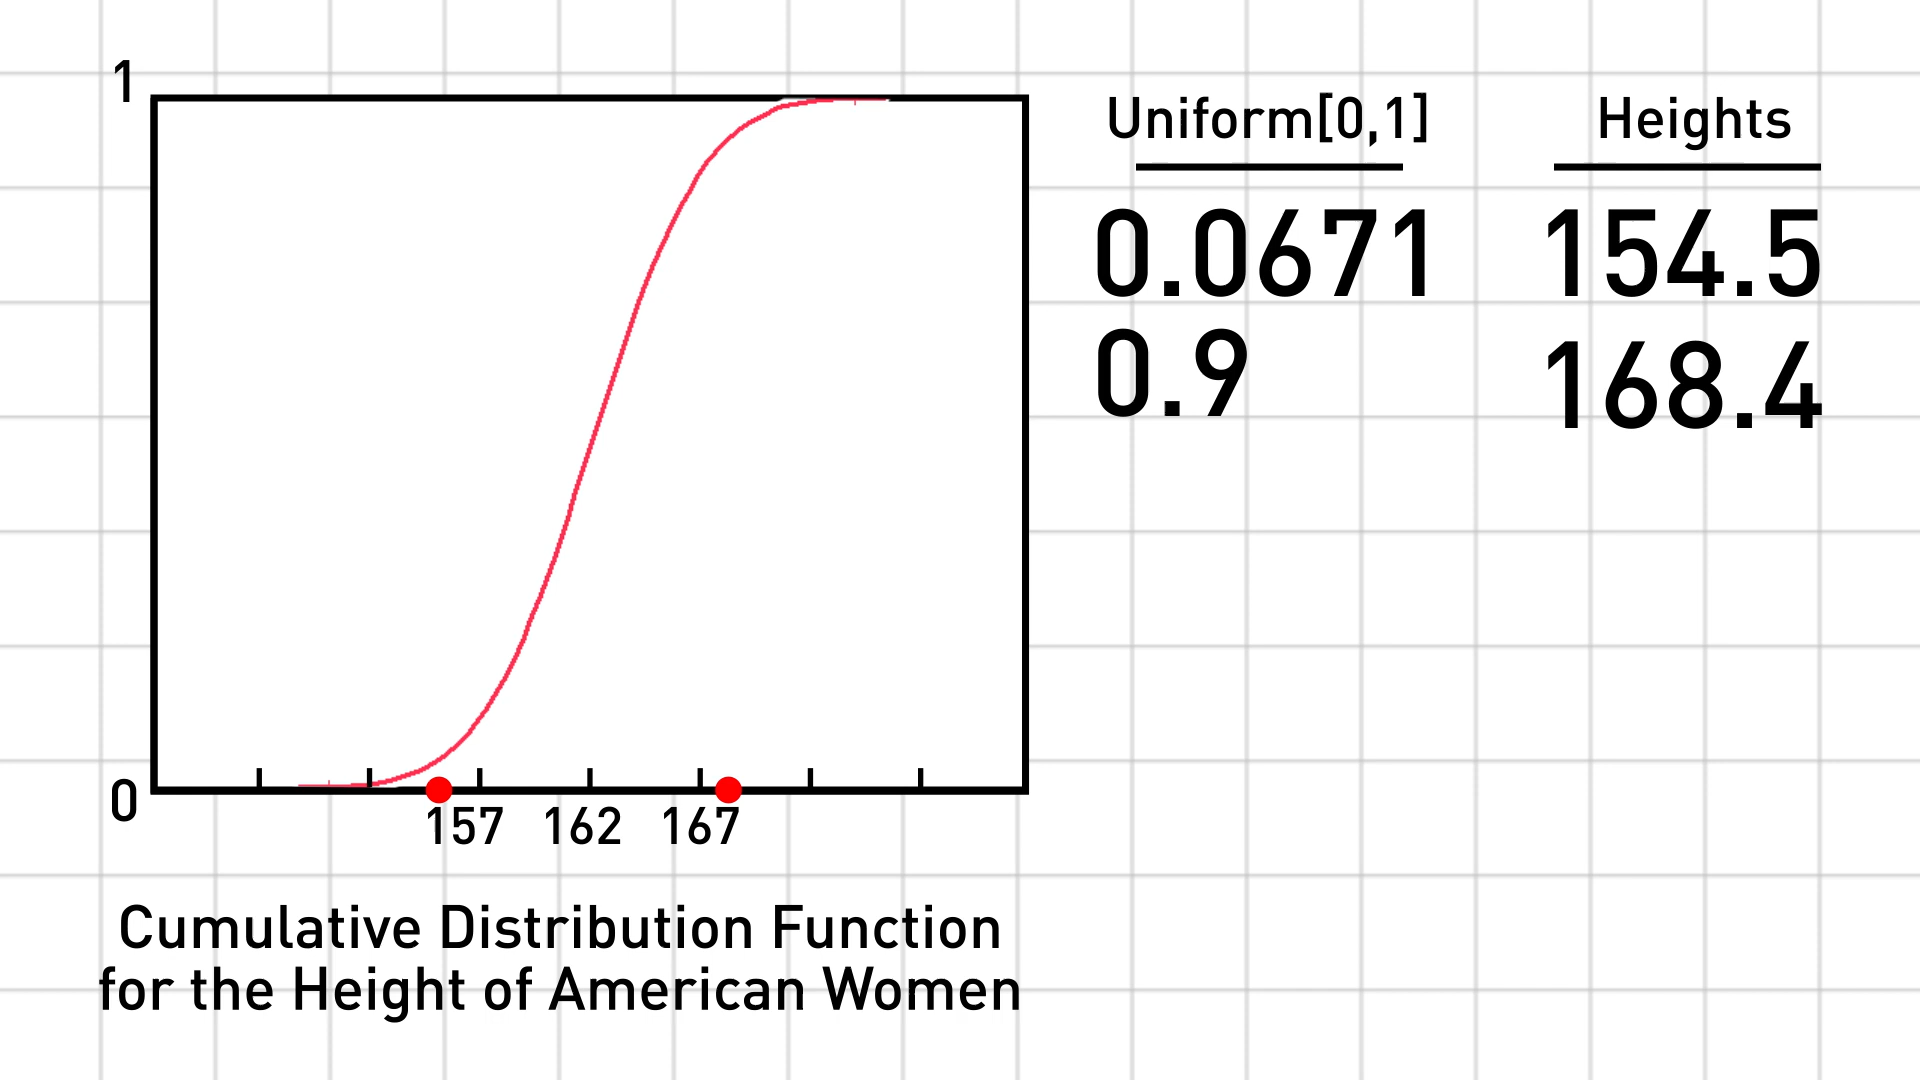 1
0
157 162 167
Cumulative Distribution Function
for the Height of American Women
Uniform[0,1] Heights
0.0671 154.5
0.9 168.4